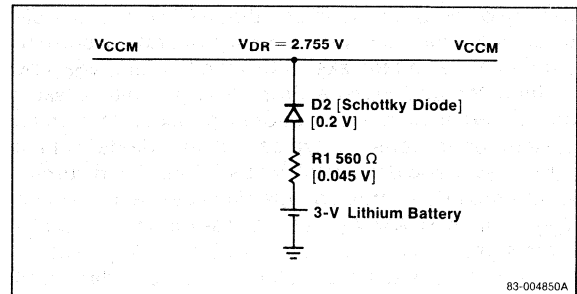 VCCM VDR = 2.755 V VCCM
D2 [Schottky Diode]
[0.2 V]
R1 560 Ω
[0.045 V]
3-V Lithium Battery
83-004850A